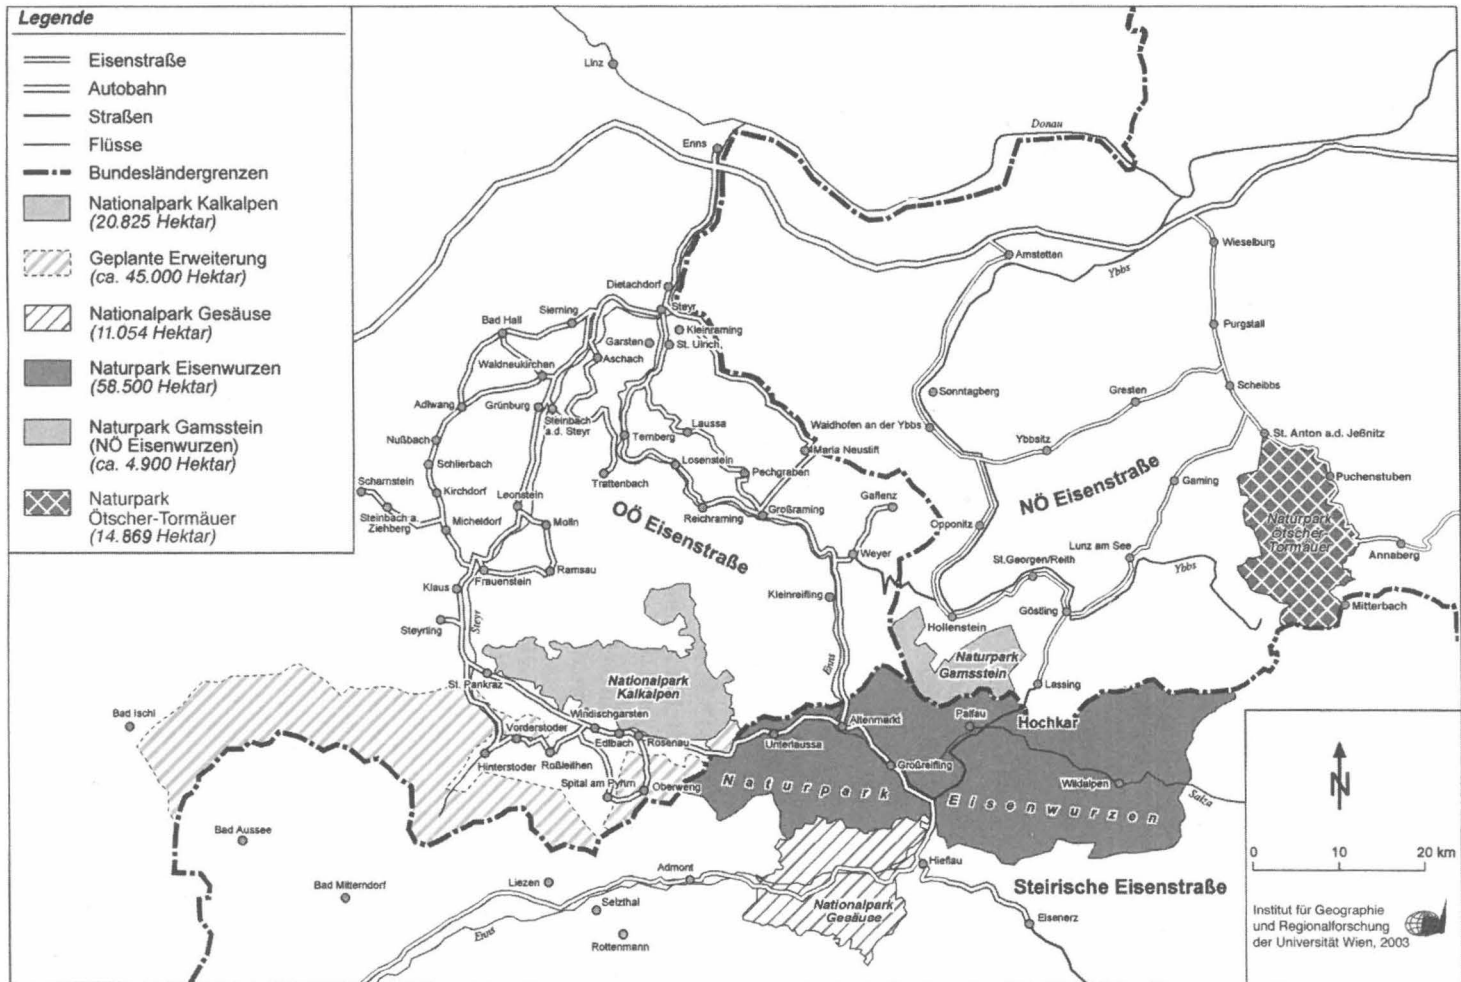 Legende
Eisenstraße
Autobahn
Straßen
Flüsse
Bundesländergrenzen
Nationalpark Kalkalpen
(20.825 Hektar)
Geplante Erweiterung
(ca. 45.000 Hektar)
Nationalpark Gesäuse
(11.054 Hektar)
Naturpark Eisenwurzen
(58.500 Hektar)
Naturpark Gamsstein
(NÖ Eisenwurzen)
(ca. 4.900 Hektar)
Naturpark
Ötscher-Tormäuer
(14.869 Hektar)
Linz
Enns
Donau
Wieselburg
Amstetten
Ybbs
Dietachdorf
Steyr
Sierning
Bad Hall
Kleinraming
Garsten
St. Ulrich
Aschach
Purgstall
Waldneukirchen
Adlwang
Grünburg
Steinbach
a.d. Steyr
Sonntagberg
Gresten
Scheibbs
Laussa
Waidhofen an der Ybbs
Ternberg
Nußbach
Ybbsitz
St. Anton a.d. Jeßnitz
Maria Neustift
Losenstein
Schlierbach
Pechgraben
Trattenbach
Puchenstuben
Scharnstein
Kirchdorf
Leonstein
Gaflenz
Gaming
NÖ Eisenstraße
Steinbach a.
Ziehberg
Micheldorf
Molln
Reichraming
Großraming
OÖ Eisenstraße
Opponitz
Naturpark
Ötscher-
Tormäuer
Annaberg
Weyer
Lunz am See
St.Georgen/Reith
Ybbs
Frauenstein
Ramsau
Klaus
Kleinreifling
Mitterbach
Göstling
Hollenstein
Steyrling
Steyr
Enns
Naturpark
Gamsstein
St. Pankraz
Nationalpark
Kalkalpen
Lassing
Bad Ischl
Windischgarsten
Vorderstoder
Edlbach
Rosenau
Altenmarkt
Palfau
Hochkar
Unterlaussa
Hinterstoder
Roßleithen
Spital am Pyhrn
Oberweng
Großreifling
Wildalpen
Salza
Naturpark Eisenwurzen
Bad Aussee
Hieflau
Admont
Liezen
Bad Mitterndorf
Selzthal
Steirische Eisenstraße
Nationalpark
Gesäuse
Eisenerz
Enns
Rottenmann
N
0 10 20 km
Institut für Geographie
und Regionalforschung
der Universität Wien, 2003